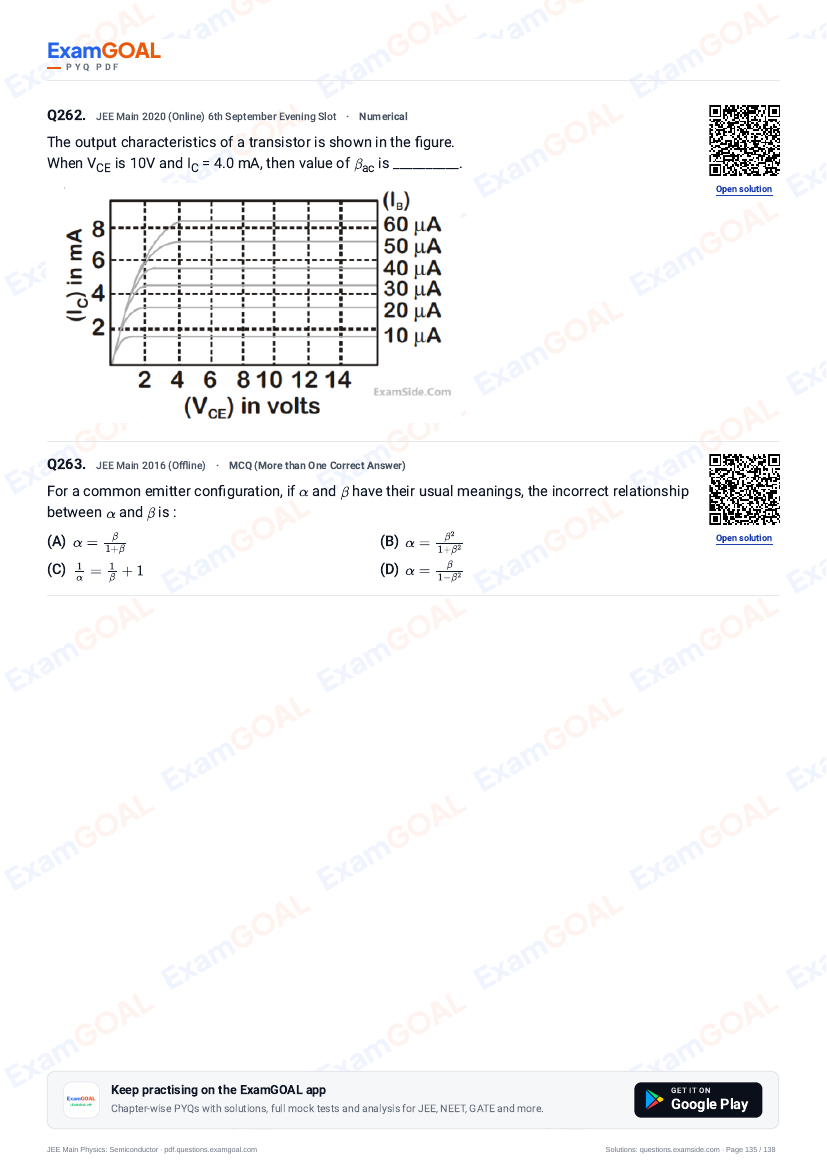 ExamGOAL
PYQ PDF
Q262. JEE Main 2020 (Online) 6th September Evening Slot · Numerical
The output characteristics of a transistor is shown in the figure.
When V_CE is 10V and I_C = 4.0 mA, then value of β_ac is __________.
Open solution
(I_B)
60 μA
50 μA
40 μA
30 μA
20 μA
10 μA
(I_C) in mA
8
6
4
2
2 4 6 8 10 12 14
(V_CE) in volts
ExamSide.Com
Q263. JEE Main 2016 (Offline) · MCQ (More than One Correct Answer)
For a common emitter configuration, if α and β have their usual meanings, the incorrect relationship
between α and β is :
Open solution
(A) α = β/(1+β) (B) α = β²/(1+β²)
(C) 1/α = 1/β + 1 (D) α = β/(1−β²)
Keep practising on the ExamGOAL app
Chapter-wise PYQs with solutions, full mock tests and analysis for JEE, NEET, GATE and more.
GET IT ON
Google Play
JEE Main Physics: Semiconductor · pdf.questions.examgoal.com
Solutions: questions.examside.com · Page 135 / 138